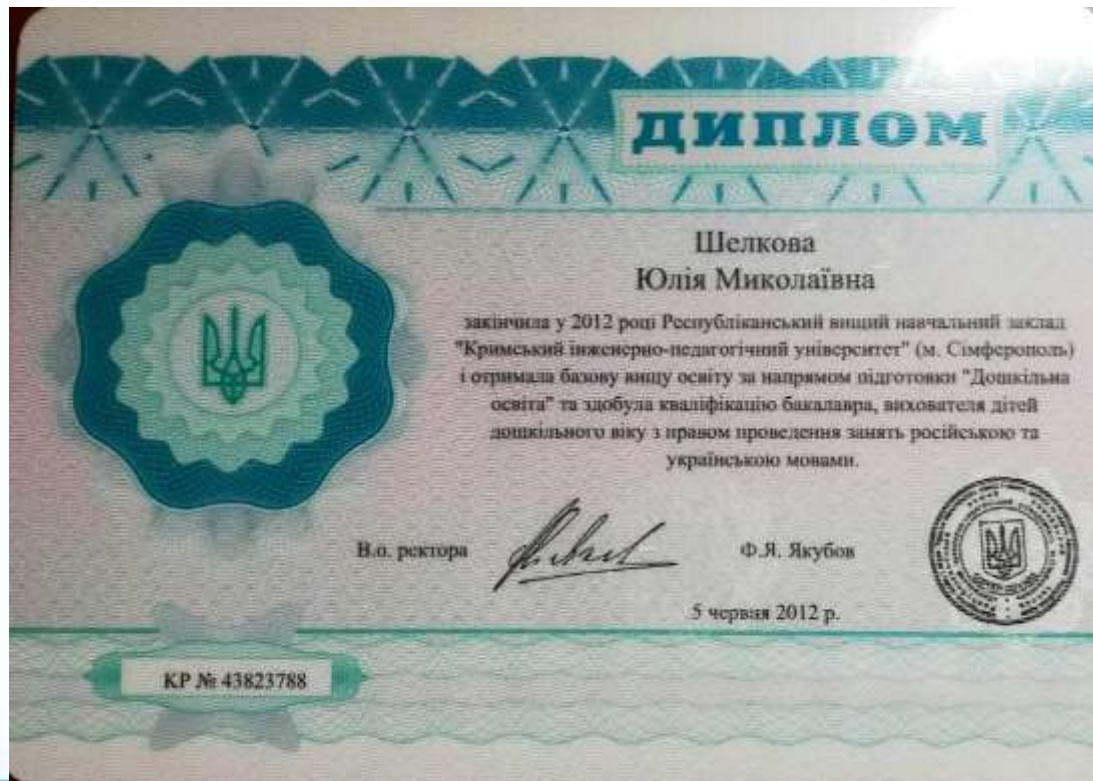 ДИПЛОМ
Шелкова
Юлія Миколаївна
закінчила у 2012 році Республіканський вищий навчальний заклад
"Кримський інженерно-педагогічний університет" (м. Сімферополь)
і отримала базову вищу освіту за напрямом підготовки "Дошкільна
освіта" та здобула кваліфікацію бакалавра, вихователя дітей
дошкільного віку з правом проведення занять російською та
українською мовами.
В.о. ректора
Ф.Я. Якубов
5 червня 2012 р.
КР № 43823788